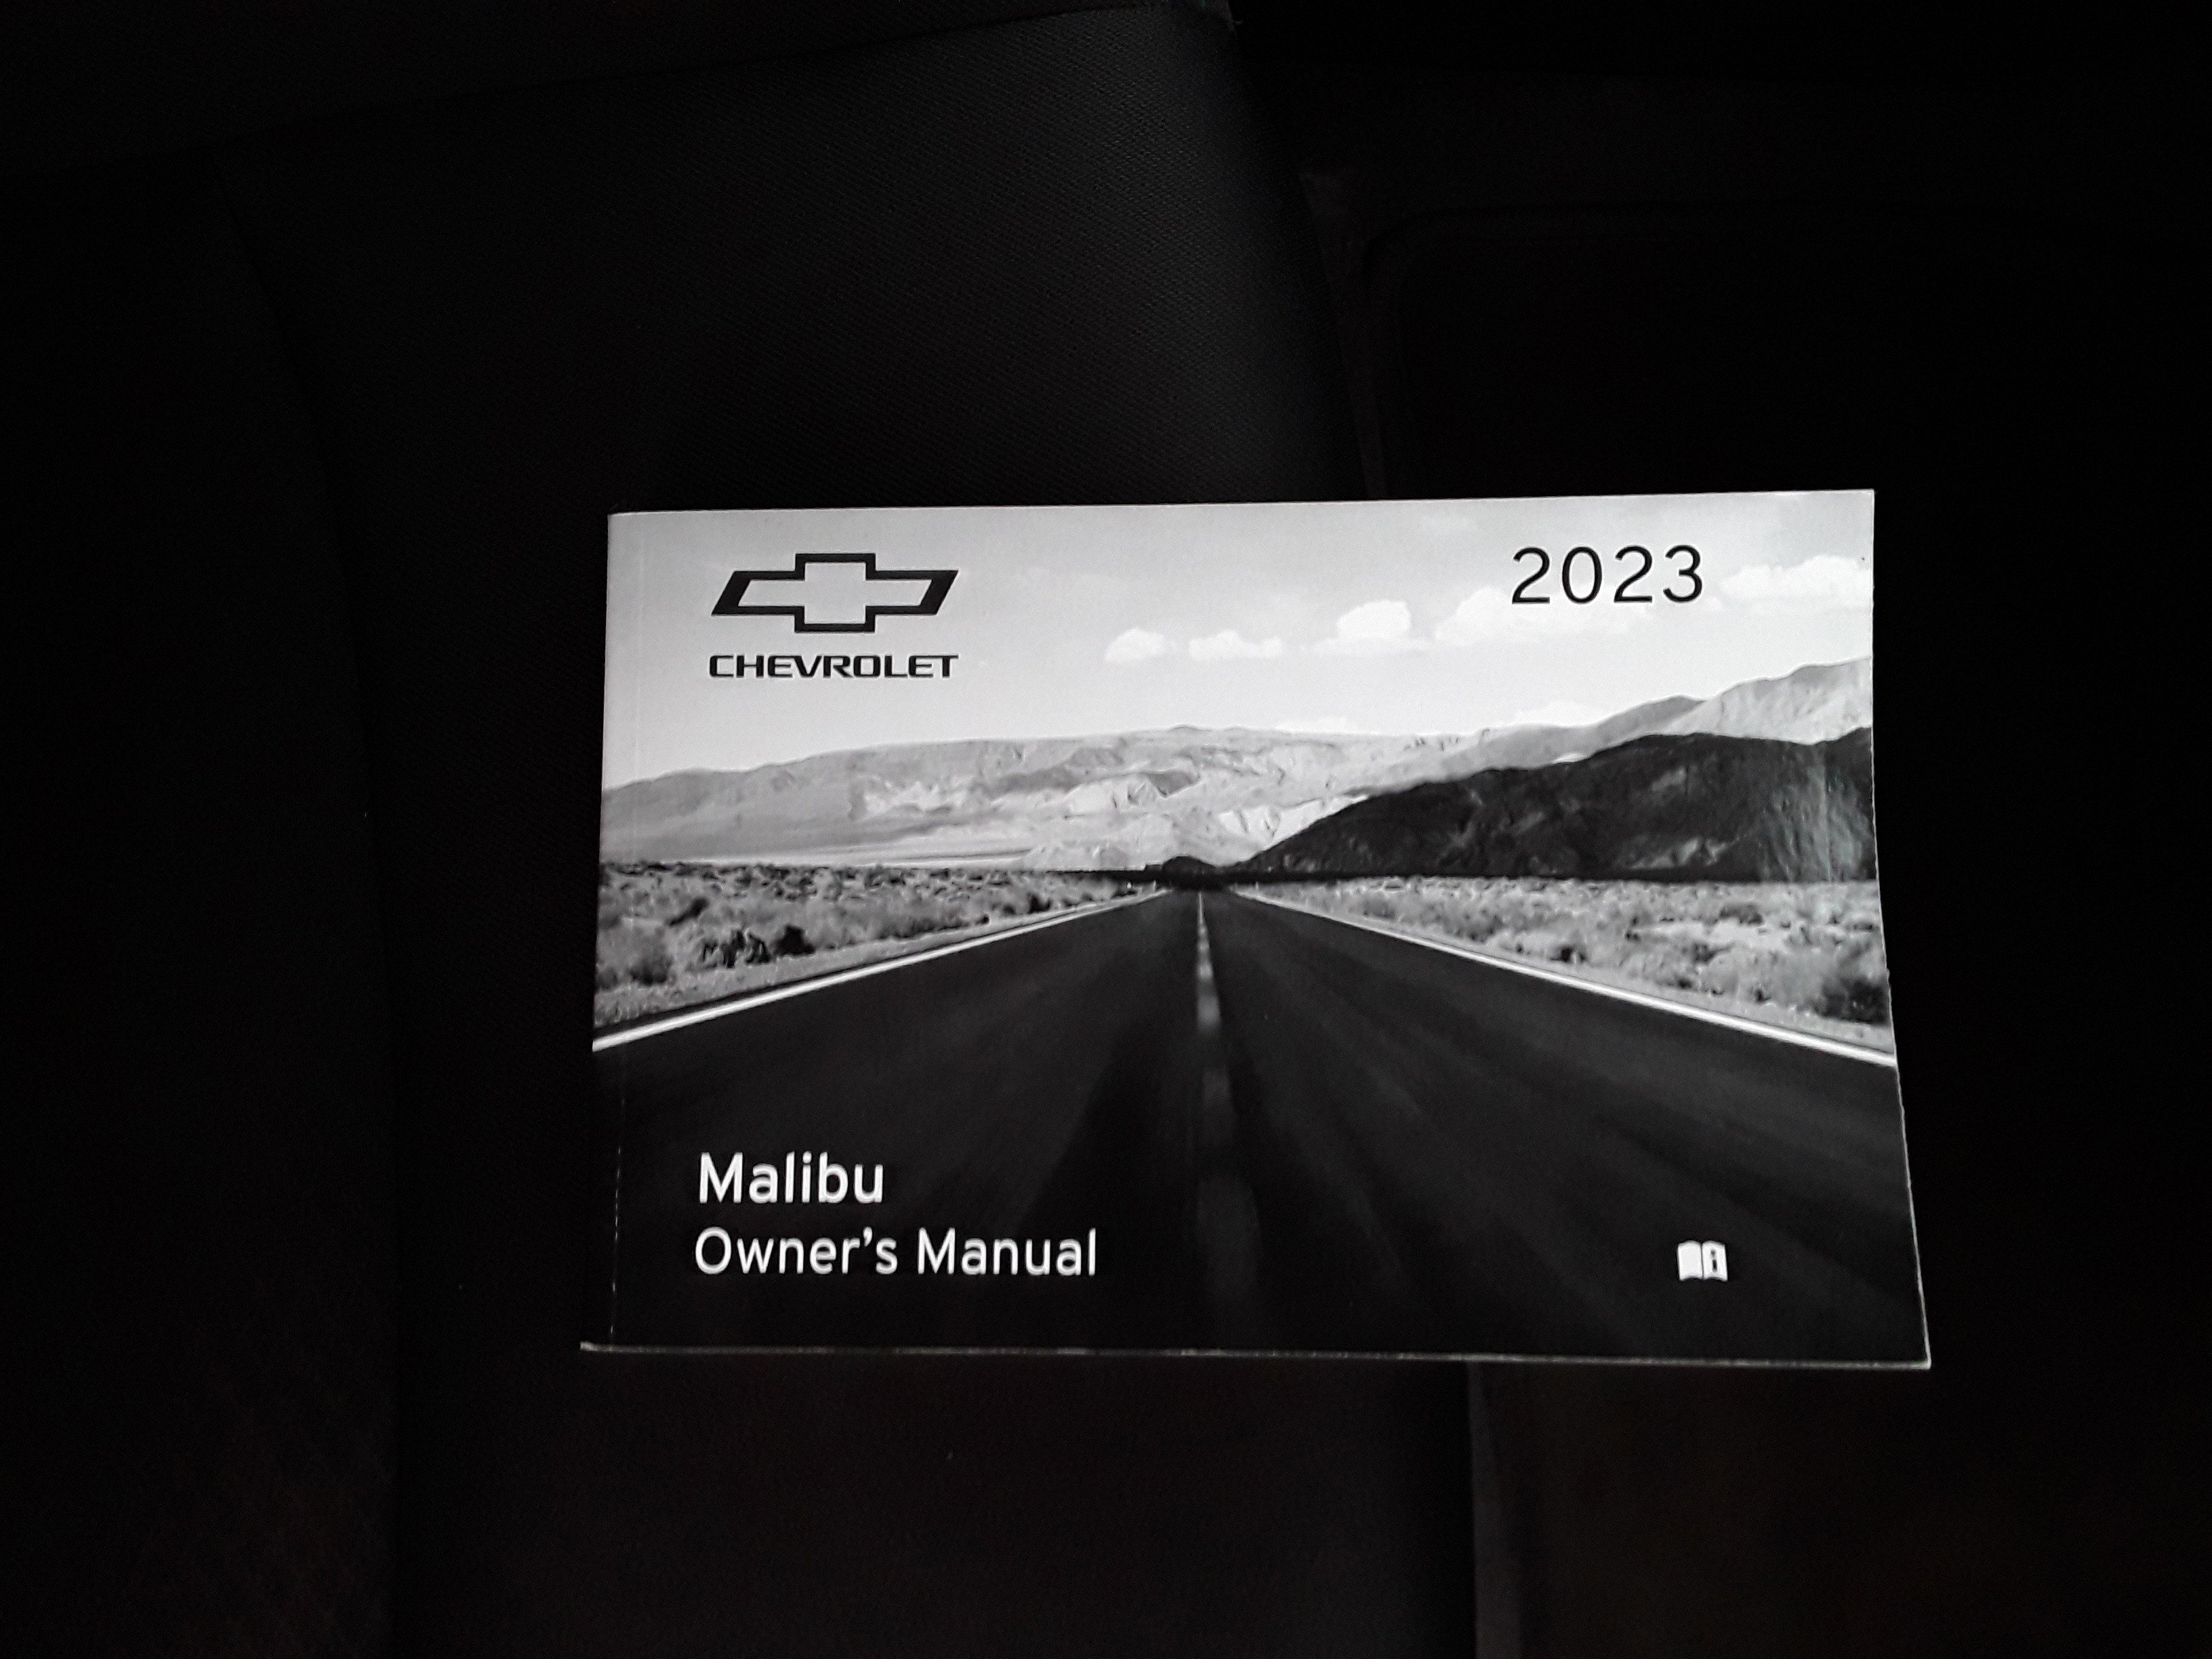 CHEVROLET
2023
Malibu
Owner's Manual